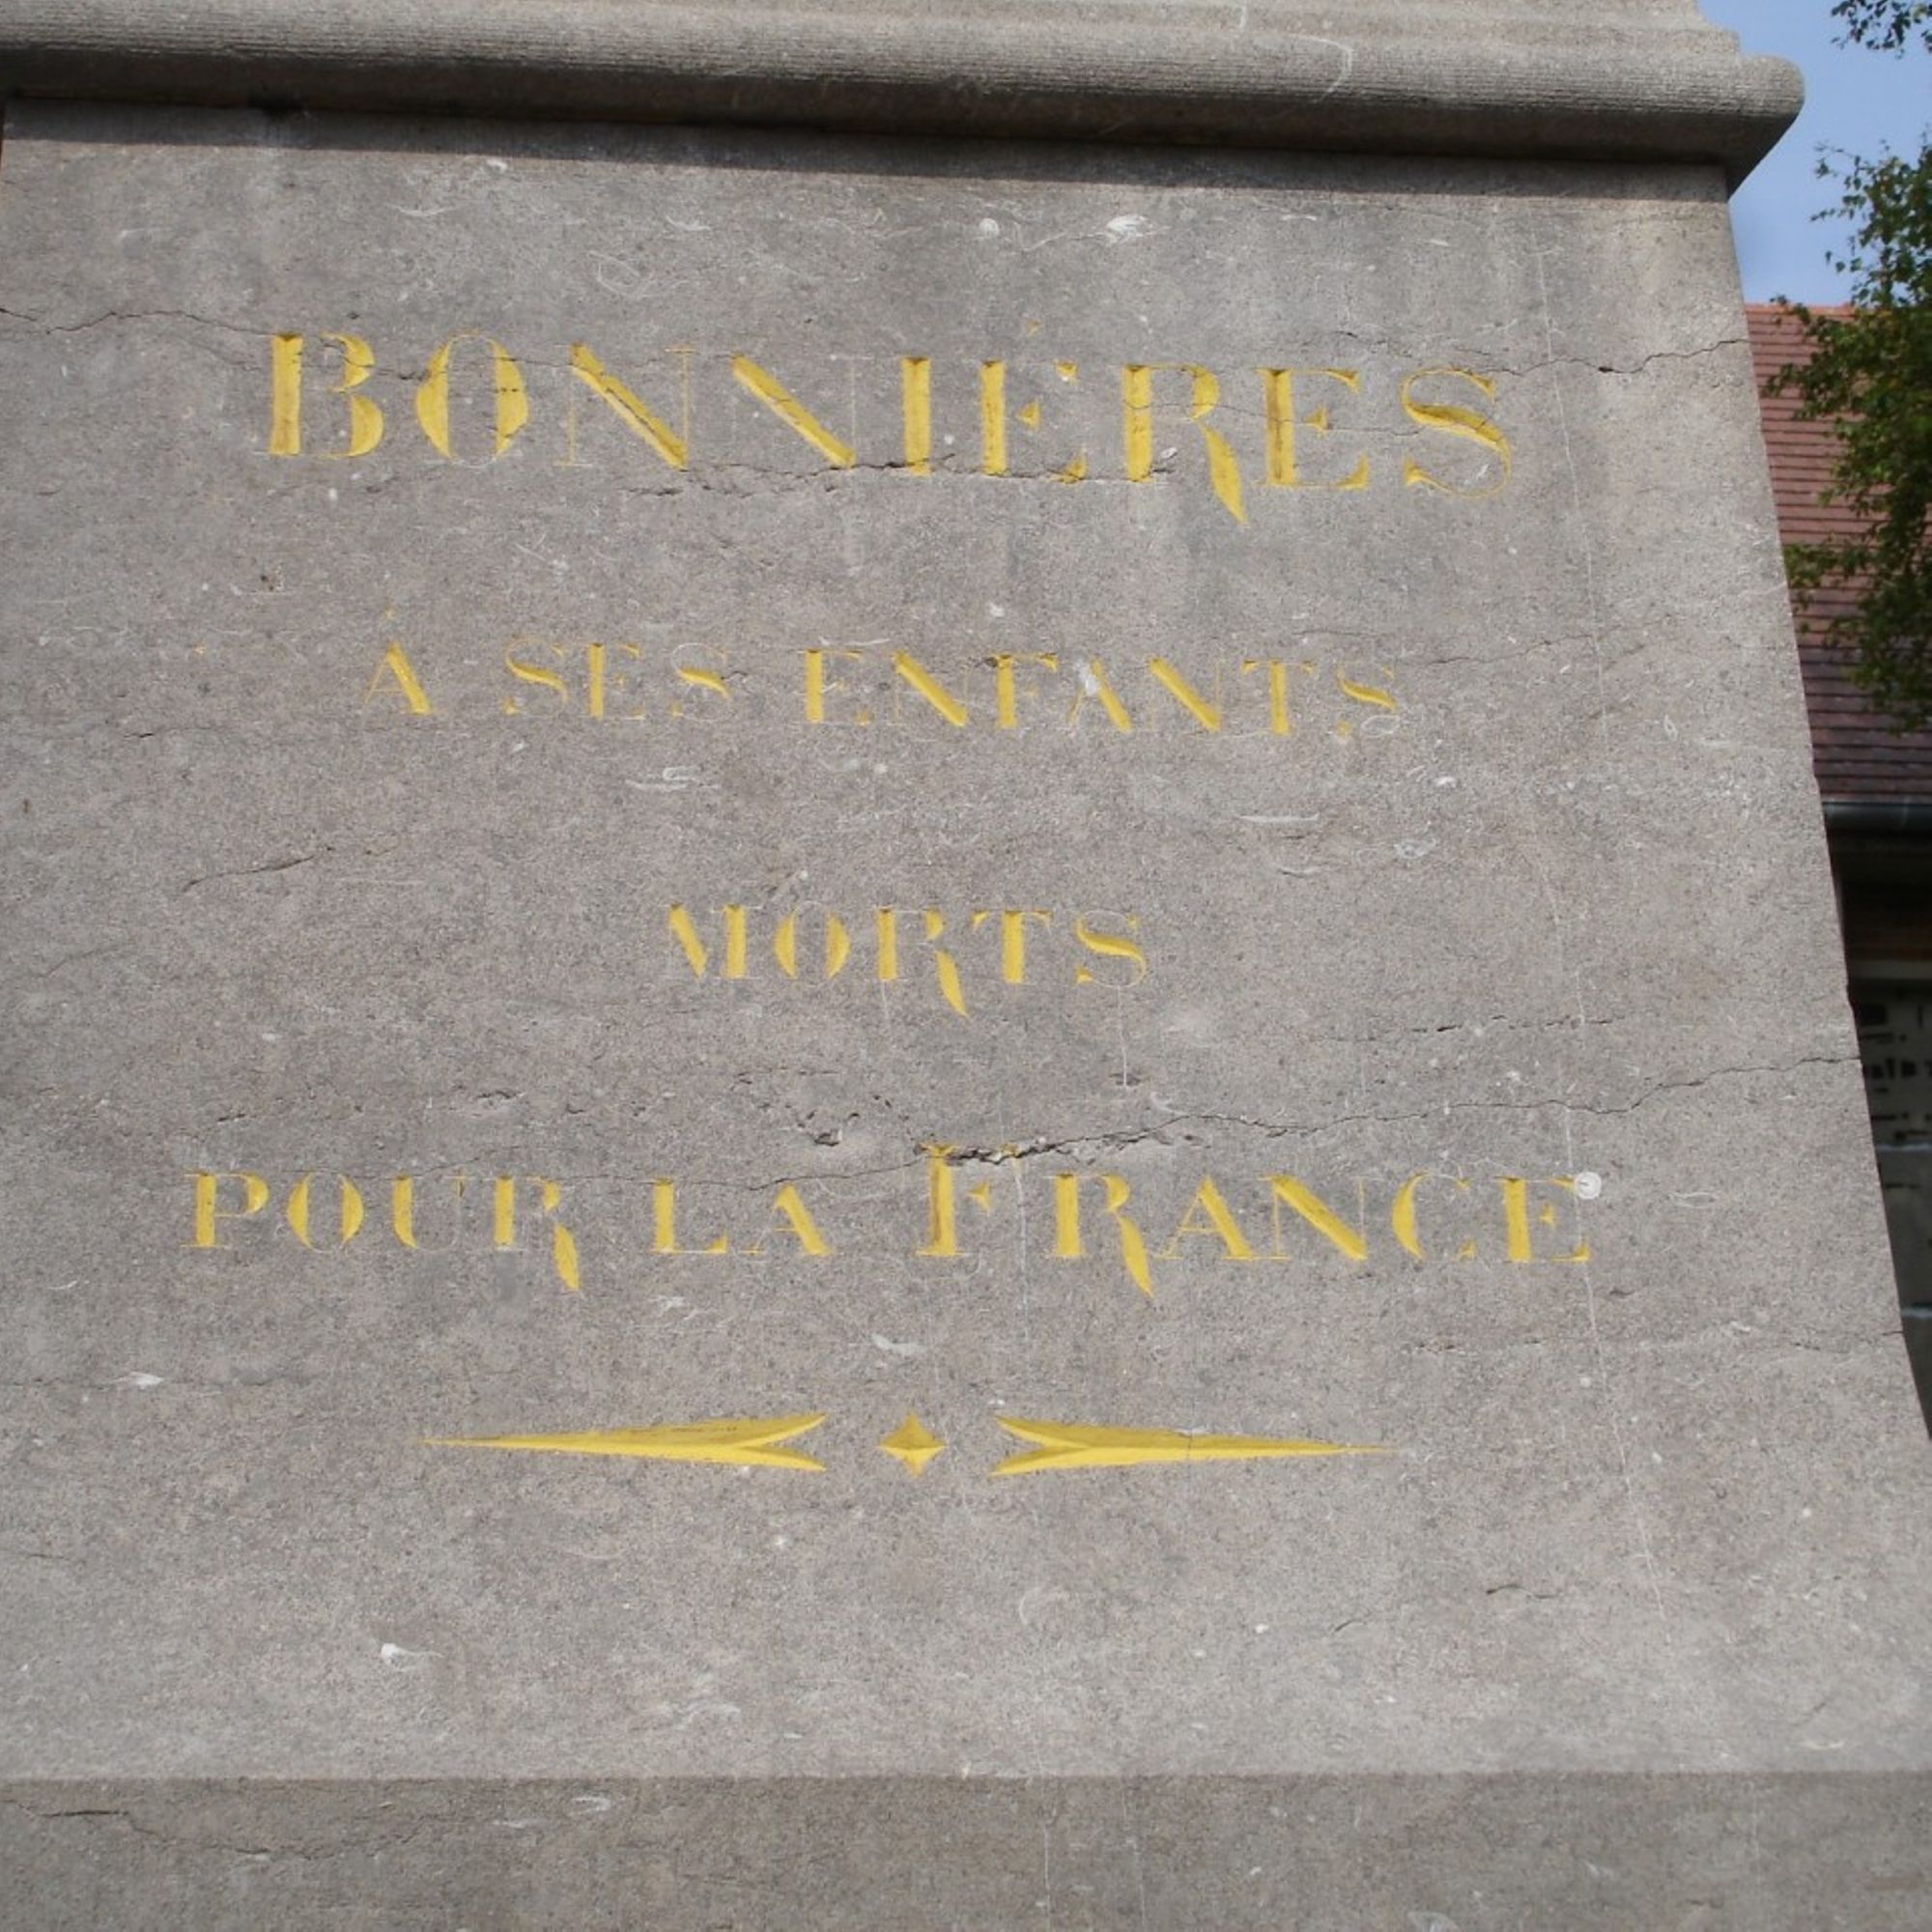 BONNIÈRES
À SES ENFANTS
MORTS
POUR LA FRANCE